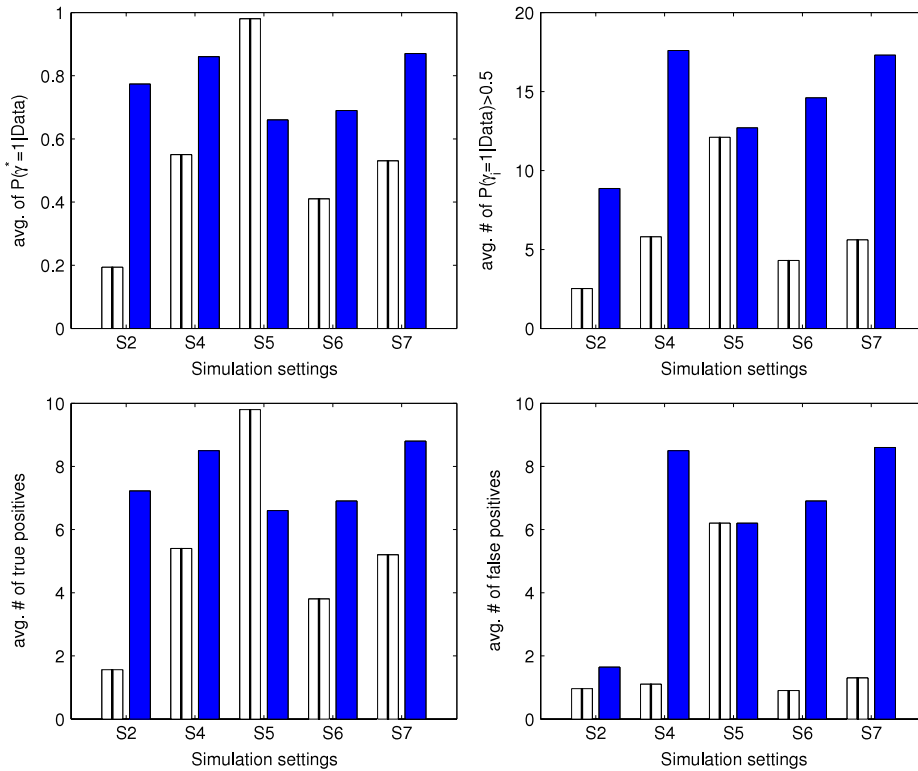 1
0.8
0.6
0.4
0.2
0
avg. of P(γ*=1|Data)
S2 S4 S5 S6 S7
Simulation settings
20
15
10
5
0
avg. # of P(γi=1|Data)>0.5
S2 S4 S5 S6 S7
Simulation settings
10
8
6
4
2
0
avg. # of true positives
S2 S4 S5 S6 S7
Simulation settings
10
8
6
4
2
0
avg. # of false positives
S2 S4 S5 S6 S7
Simulation settings